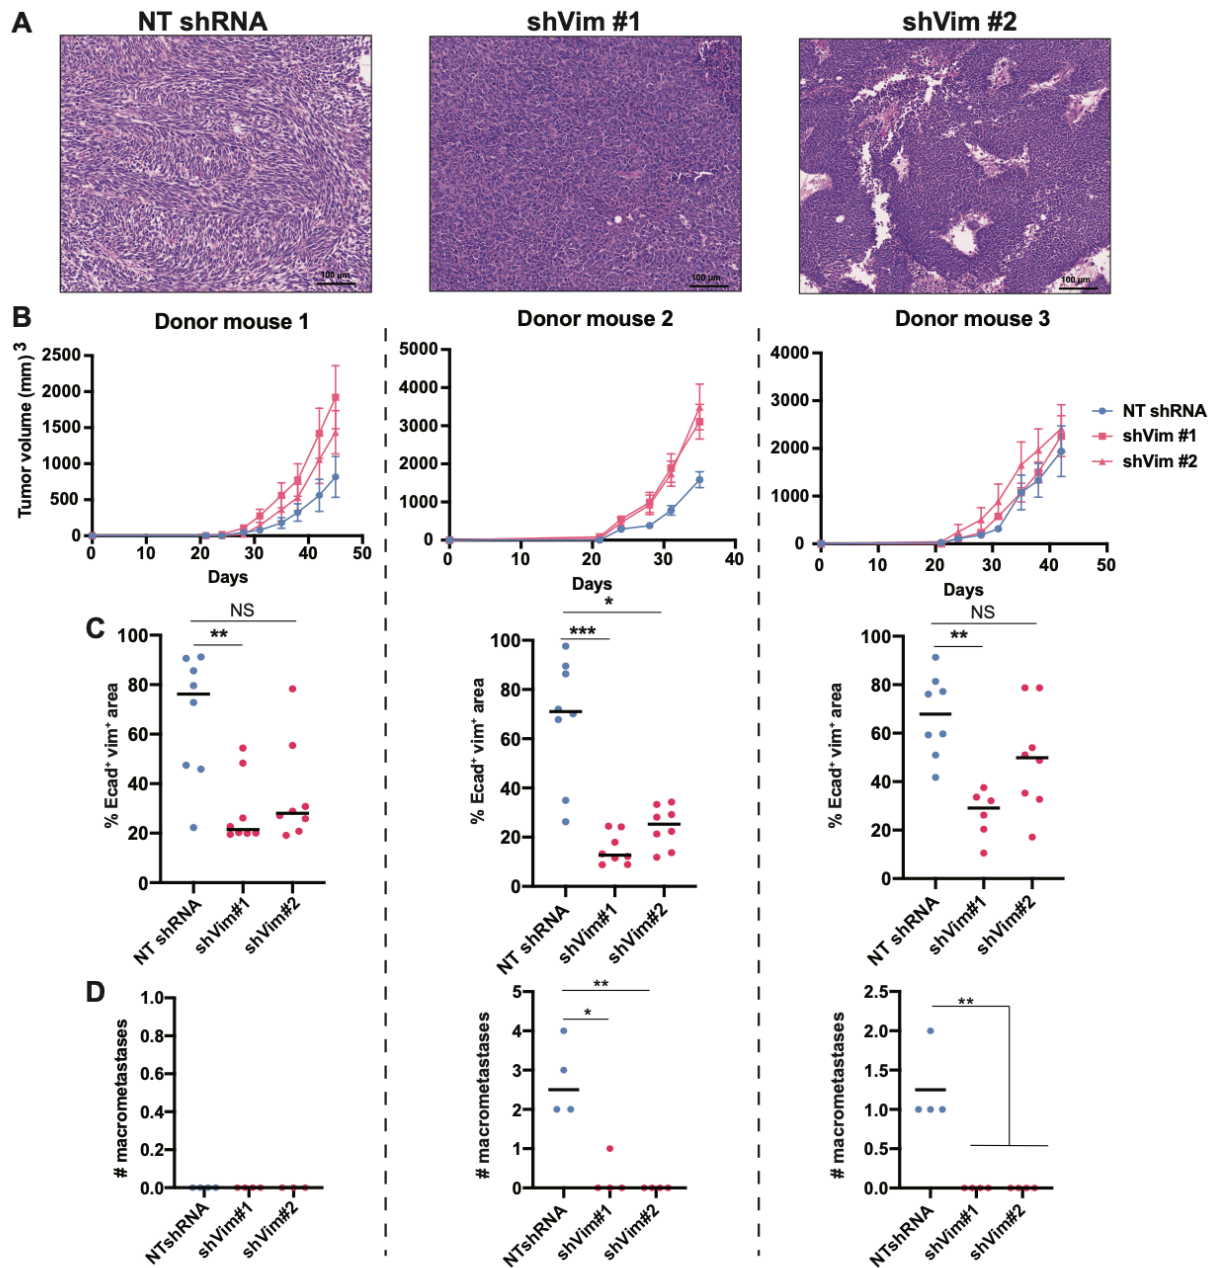 A
NT shRNA
shVim #1
shVim #2
100 µm
100 µm
100 µm
B
Donor mouse 1
Donor mouse 2
Donor mouse 3
Tumor volume (mm)³
2500
2000
1500
1000
500
0
0 10 20 30 40 50
Days
5000
4000
3000
2000
1000
0
0 10 20 30 40
Days
4000
3000
2000
1000
0
0 10 20 30 40 50
Days
NT shRNA
shVim #1
shVim #2
C
% Ecad⁺ vim⁺ area
100
80
60
40
20
0
NS
**
NT shRNA
shVim#1
shVim#2
% Ecad⁺ vim⁺ area
100
80
60
40
20
0
*
***
NT shRNA
shVim#1
shVim#2
% Ecad⁺ vim⁺ area
100
80
60
40
20
0
NS
**
NT shRNA
shVim#1
shVim#2
D
# macrometastases
1.0
0.8
0.6
0.4
0.2
0.0
NTshRNA
shVim#1
shVim#2
# macrometastases
5
4
3
2
1
0
**
*
NT shRNA
shVim#1
shVim#2
# macrometastases
2.5
2.0
1.5
1.0
0.5
0.0
**
NTshRNA
shVim#1
shVim#2